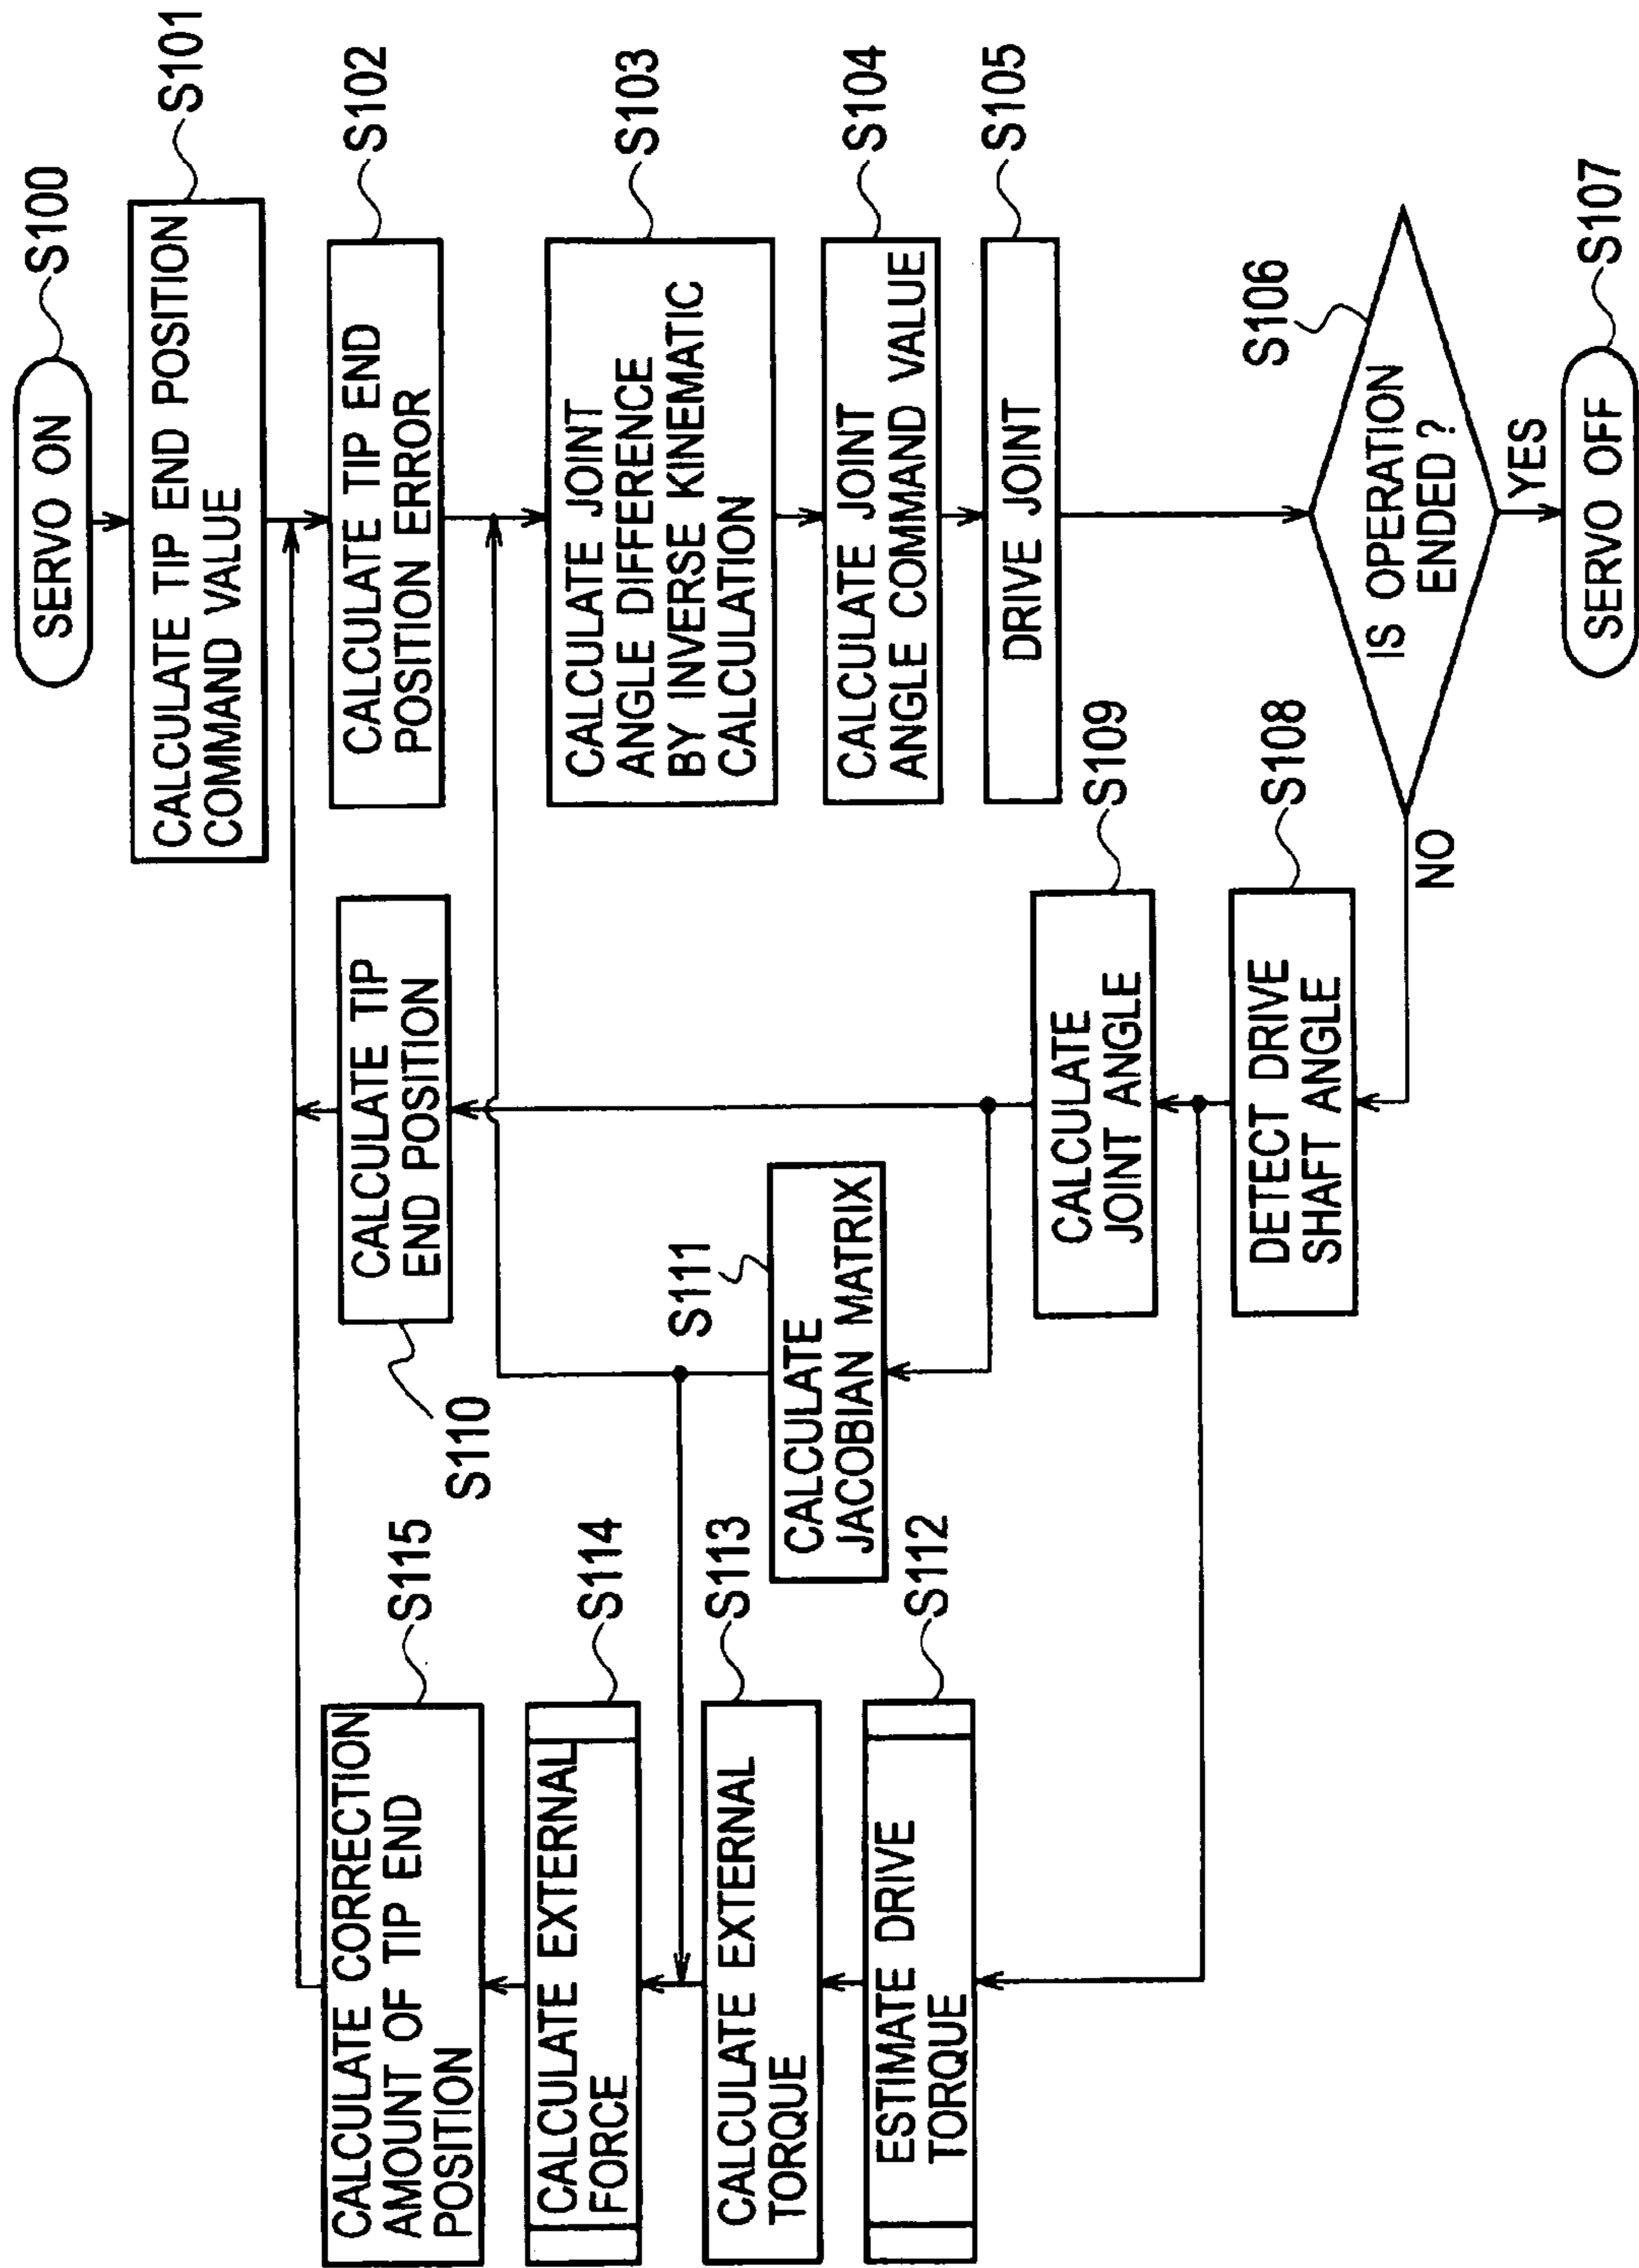 SERVO ON
S100
CALCULATE TIP END POSITION
COMMAND VALUE
S101
CALCULATE TIP END
POSITION ERROR
S102
CALCULATE JOINT
ANGLE DIFFERENCE
BY INVERSE KINEMATIC
CALCULATION
S103
CALCULATE JOINT
ANGLE COMMAND VALUE
S104
DRIVE JOINT
S105
IS OPERATION
ENDED ?
S106
YES
NO
SERVO OFF
S107
DETECT DRIVE
SHAFT ANGLE
S108
CALCULATE
JOINT ANGLE
S109
CALCULATE TIP
END POSITION
S110
CALCULATE
JACOBIAN MATRIX
S111
ESTIMATE DRIVE
TORQUE
S112
CALCULATE EXTERNAL
TORQUE
S113
CALCULATE EXTERNAL
FORCE
S114
CALCULATE CORRECTION
AMOUNT OF TIP END
POSITION
S115